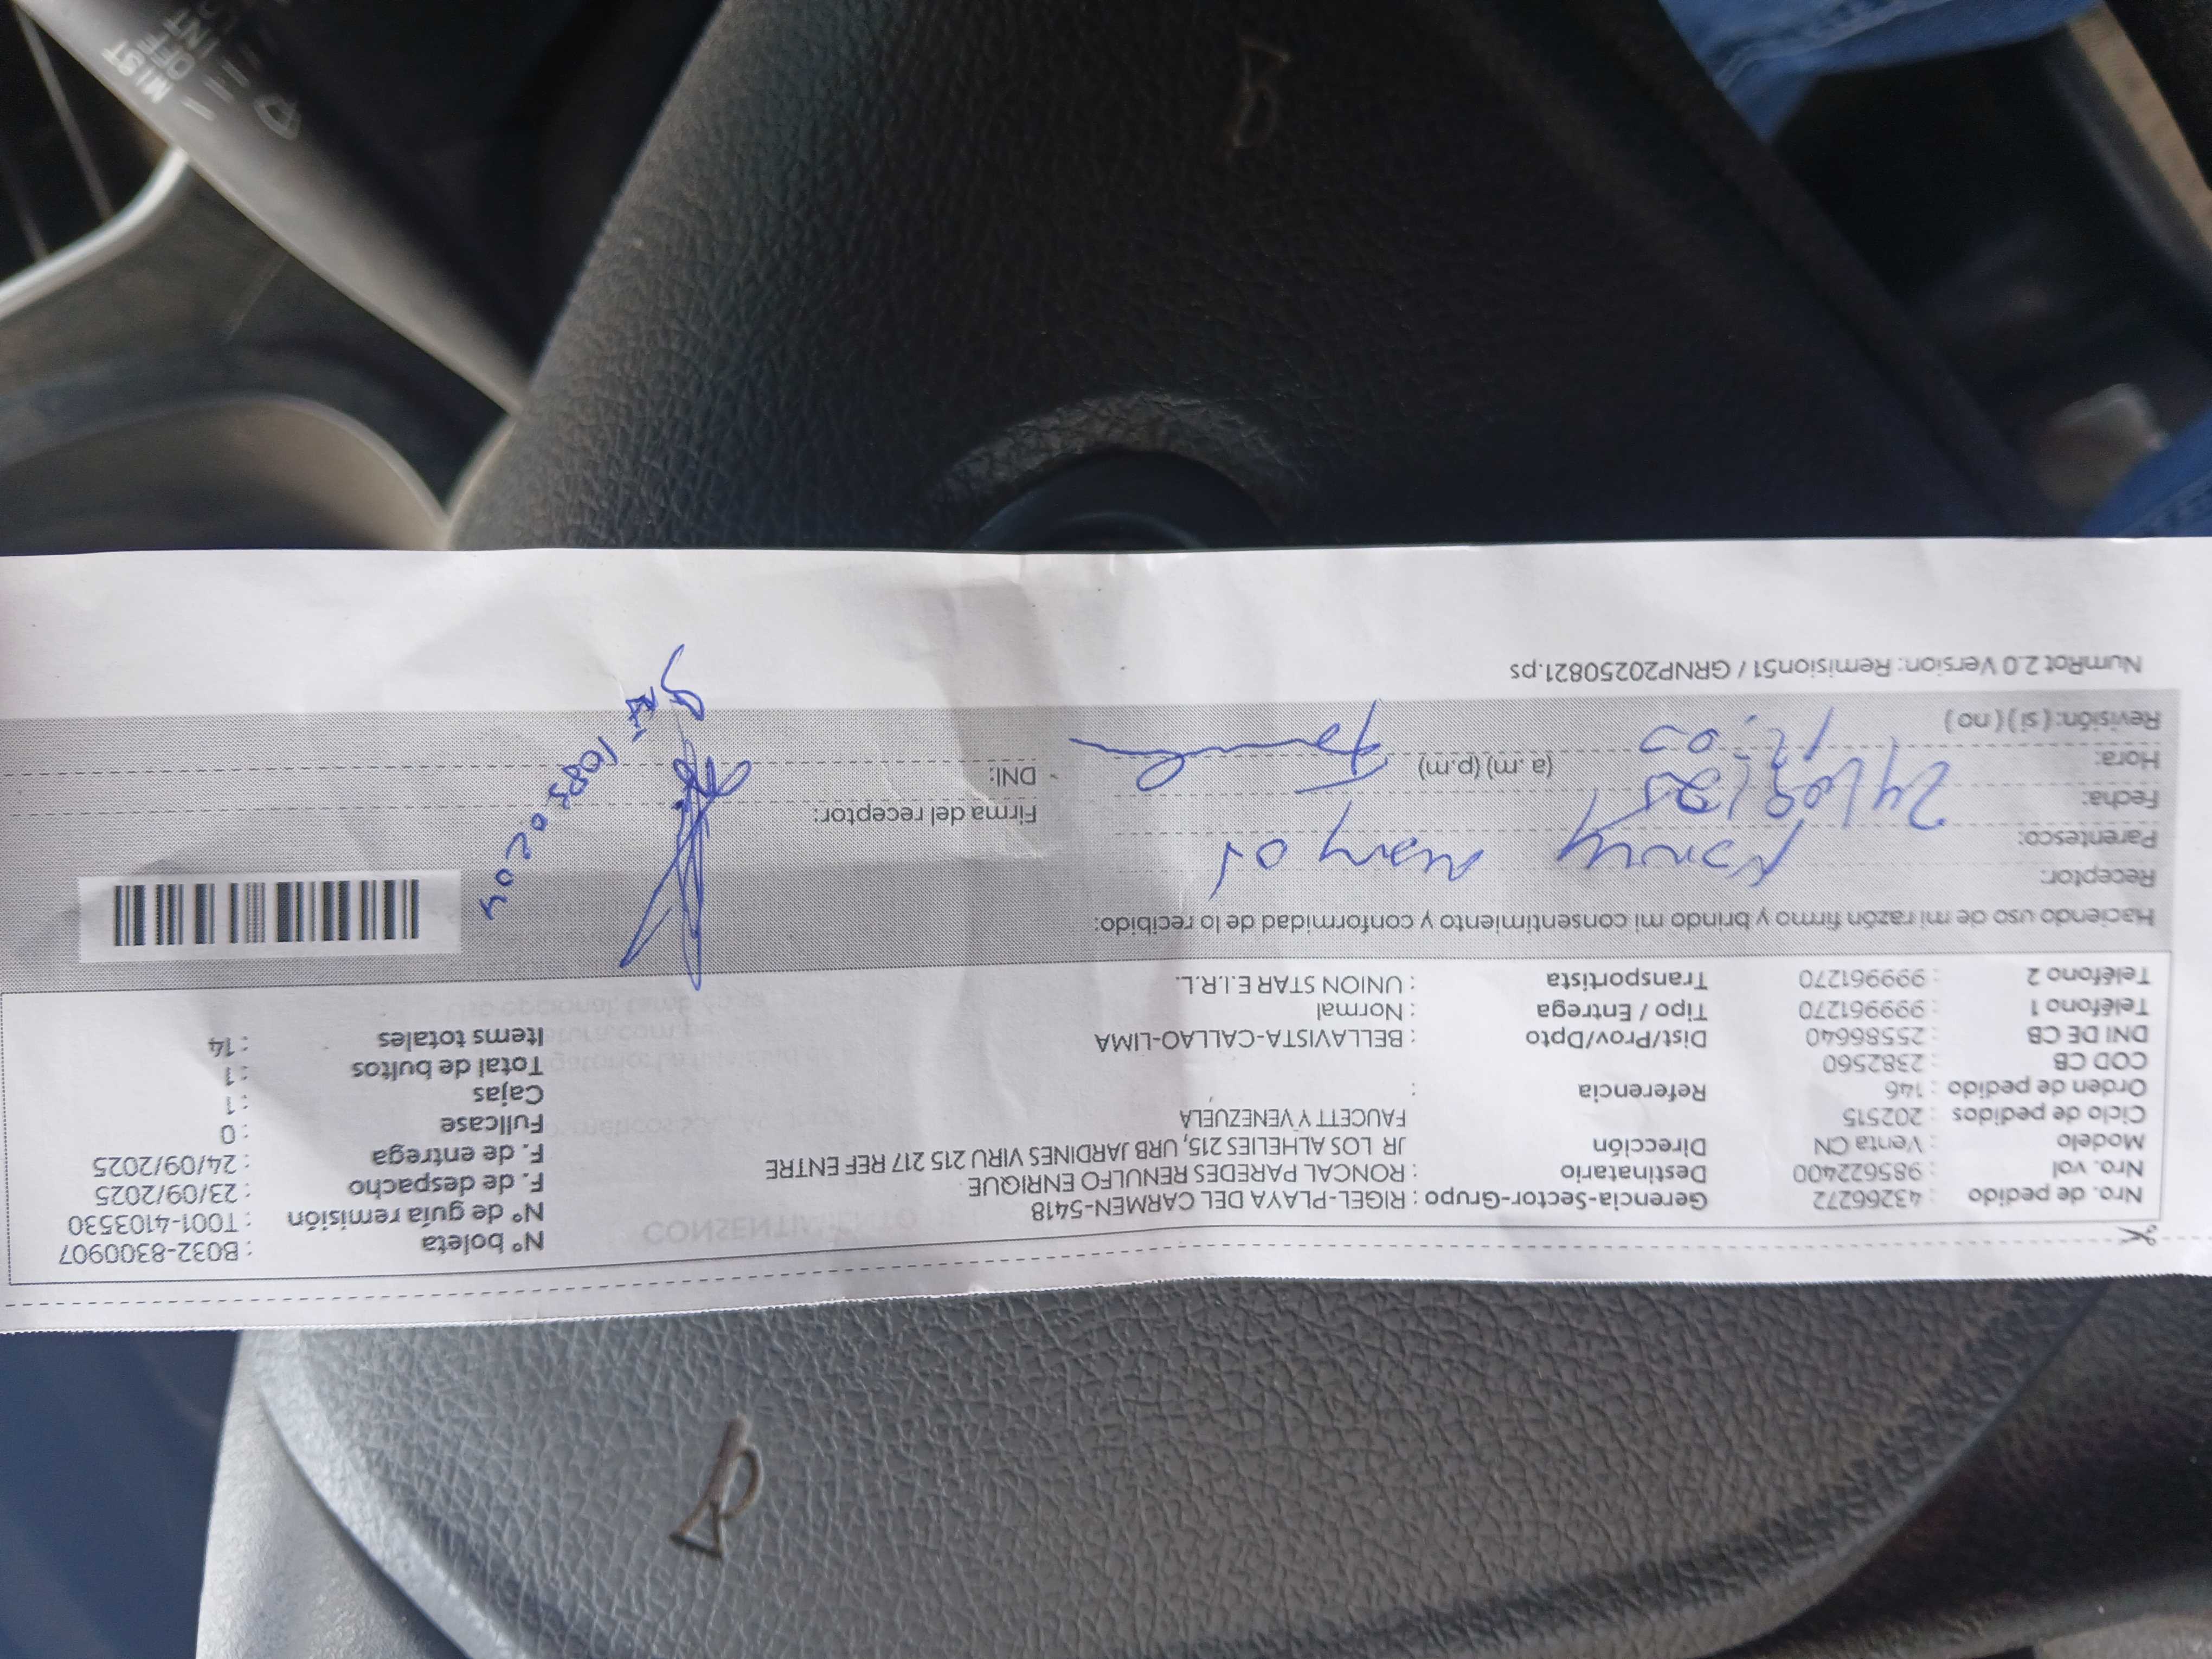 Nro. de pedido : 43266272
Nro. vol : 985622400
Modelo : Venta CN
Ciclo de pedidos : 202515
Orden de pedido : 146
COD CB : 2382560
DNI DE CB : 25586640
Teléfono 1 : 999961270
Teléfono 2 : 999961270
Gerencia-Sector-Grupo : RIGEL-PLAYA DEL CARMEN-5418
Destinatario : RONCAL PAREDES RENULFO ENRIQUE
Dirección JR LOS ALHELIES 215, URB JARDINES VIRU 215 217 REF ENTRE
FAUCETT Y VENEZUELA
Referencia :
Dist/Prov/Dpto : BELLAVISTA-CALLAO-LIMA
Tipo / Entrega : Normal
Transportista : UNION STAR E.I.R.L.
CONSENTIMIE
Nº boleta : B032-8300907
Nº de guía remisión : T001-4103530
F. de despacho : 23/09/2025
F. de entrega : 24/09/2025
Fullcase : 0
Cajas : 1
Total de bultos : 1
Items totales : 14
Haciendo uso de mi razón firmo y brindo mi consentimiento y conformidad de lo recibido:
Receptor: Nancy
Parentesco:
Fecha: 24/09/25
Hora: 12:00 (a.m) (p.m)
Revisión: ( si ) ( no )
Firma del receptor:
DNI:
NumRot 2.0 Version: Remision51 / GRNP20250821.ps
MIST
OFF
INT